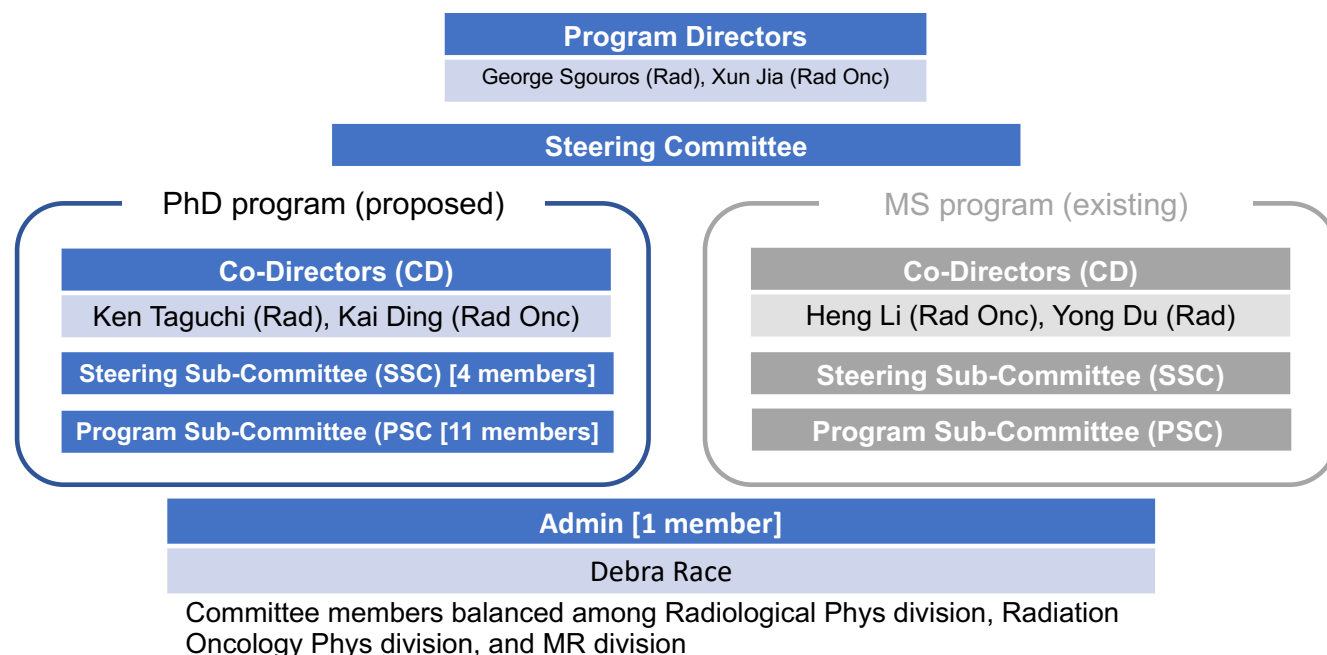 Program Directors
George Sgouros (Rad), Xun Jia (Rad Onc)
Steering Committee
PhD program (proposed)
Co-Directors (CD)
Ken Taguchi (Rad), Kai Ding (Rad Onc)
Steering Sub-Committee (SSC) [4 members]
Program Sub-Committee (PSC [11 members]
MS program (existing)
Co-Directors (CD)
Heng Li (Rad Onc), Yong Du (Rad)
Steering Sub-Committee (SSC)
Program Sub-Committee (PSC)
Admin [1 member]
Debra Race
Committee members balanced among Radiological Phys division, Radiation
Oncology Phys division, and MR division